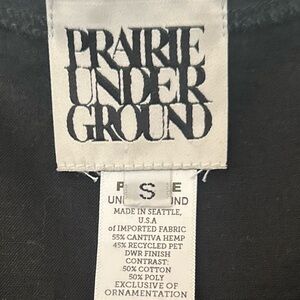 PRAIRIE
UNDER
GROUND
S
MADE IN SEATTLE,
U.S.A
of IMPORTED FABRIC
55% CANTIVA HEMP
45% RECYCLED PET
DWR FINISH
CONTRAST:
50% COTTON
50% POLY
EXCLUSIVE OF
ORNAMENTATION